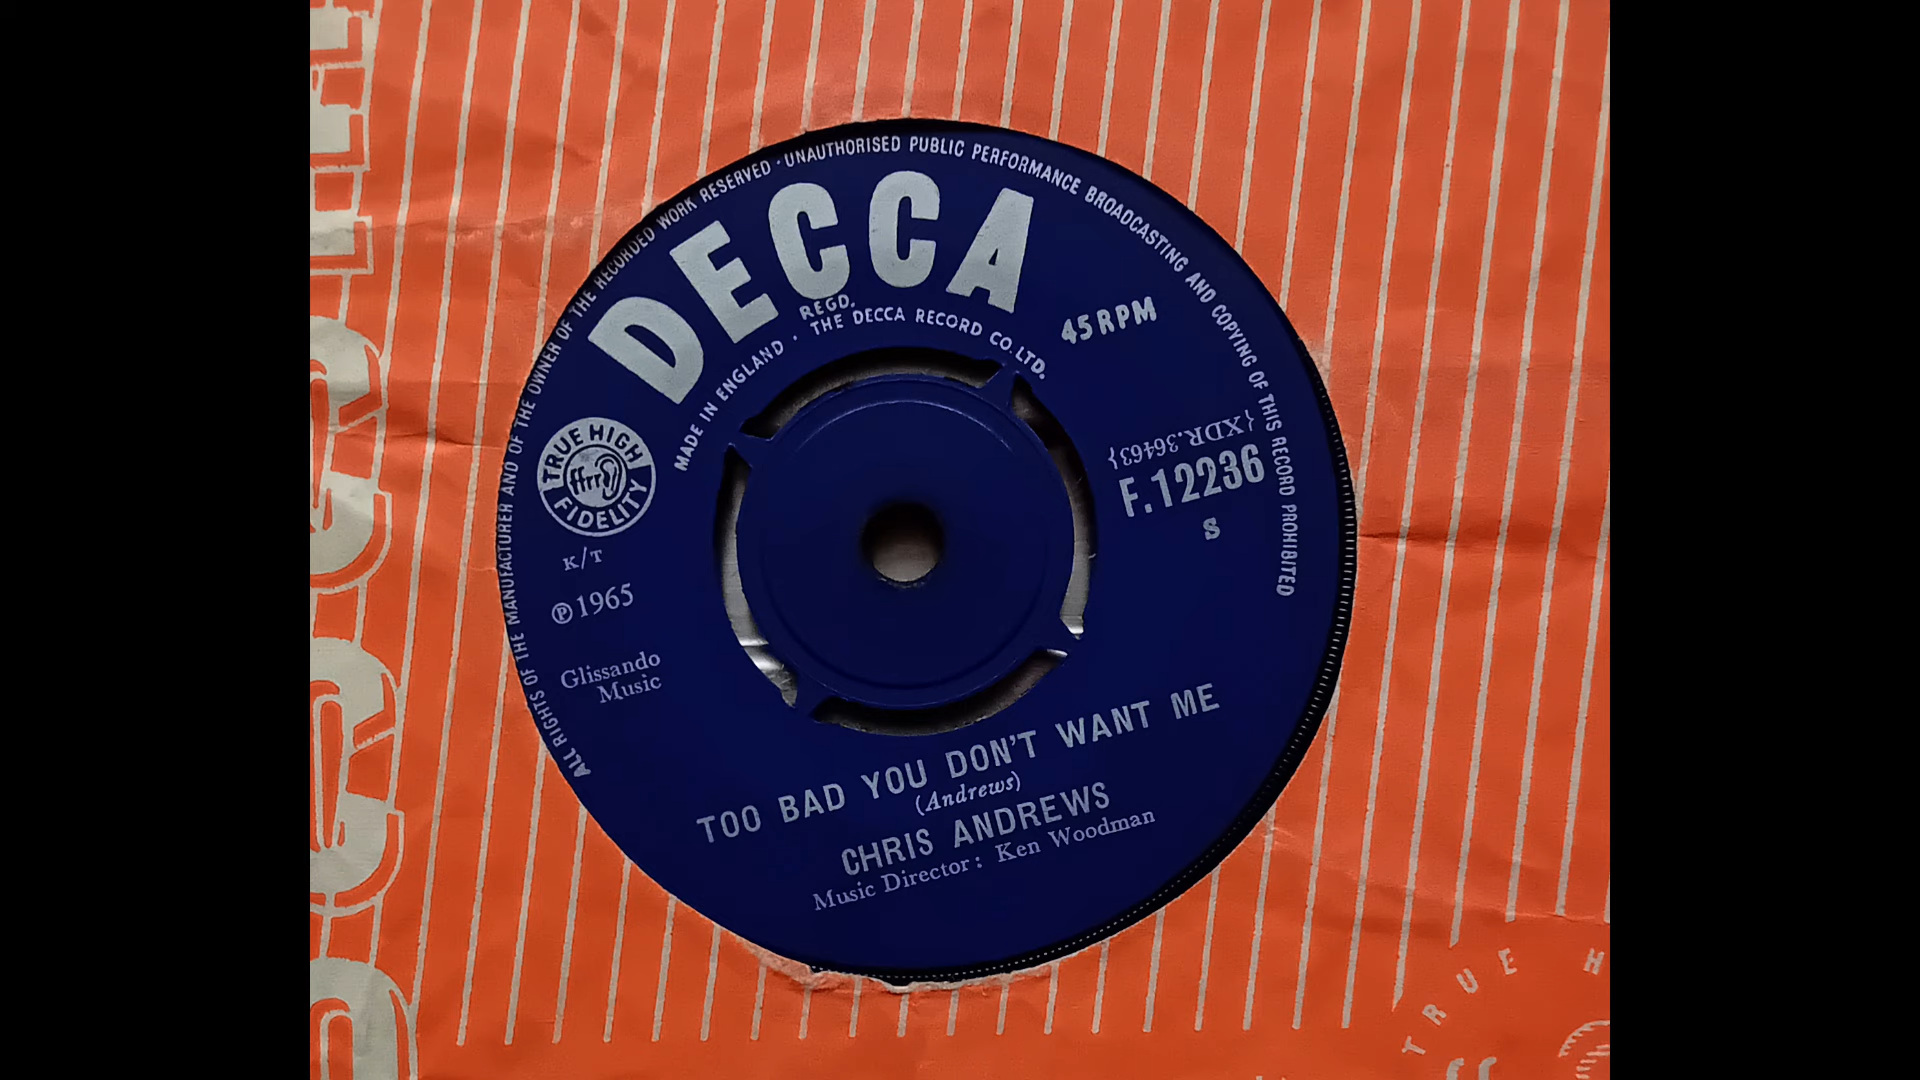 ALL RIGHTS OF THE MANUFACTURER AND OF THE OWNER OF THE RECORDED WORK RESERVED · UNAUTHORISED PUBLIC PERFORMANCE BROADCASTING AND COPYING OF THIS RECORD PROHIBITED
DECCA
REGD.
MADE IN ENGLAND · THE DECCA RECORD CO. LTD.
45 RPM
TRUE HIGH
ffrr
FIDELITY
{XDR.36463}
F.12236
S
K/T
℗ 1965
Glissando
Music
TOO BAD YOU DON'T WANT ME
(Andrews)
CHRIS ANDREWS
Music Director: Ken Woodman
TRUE H